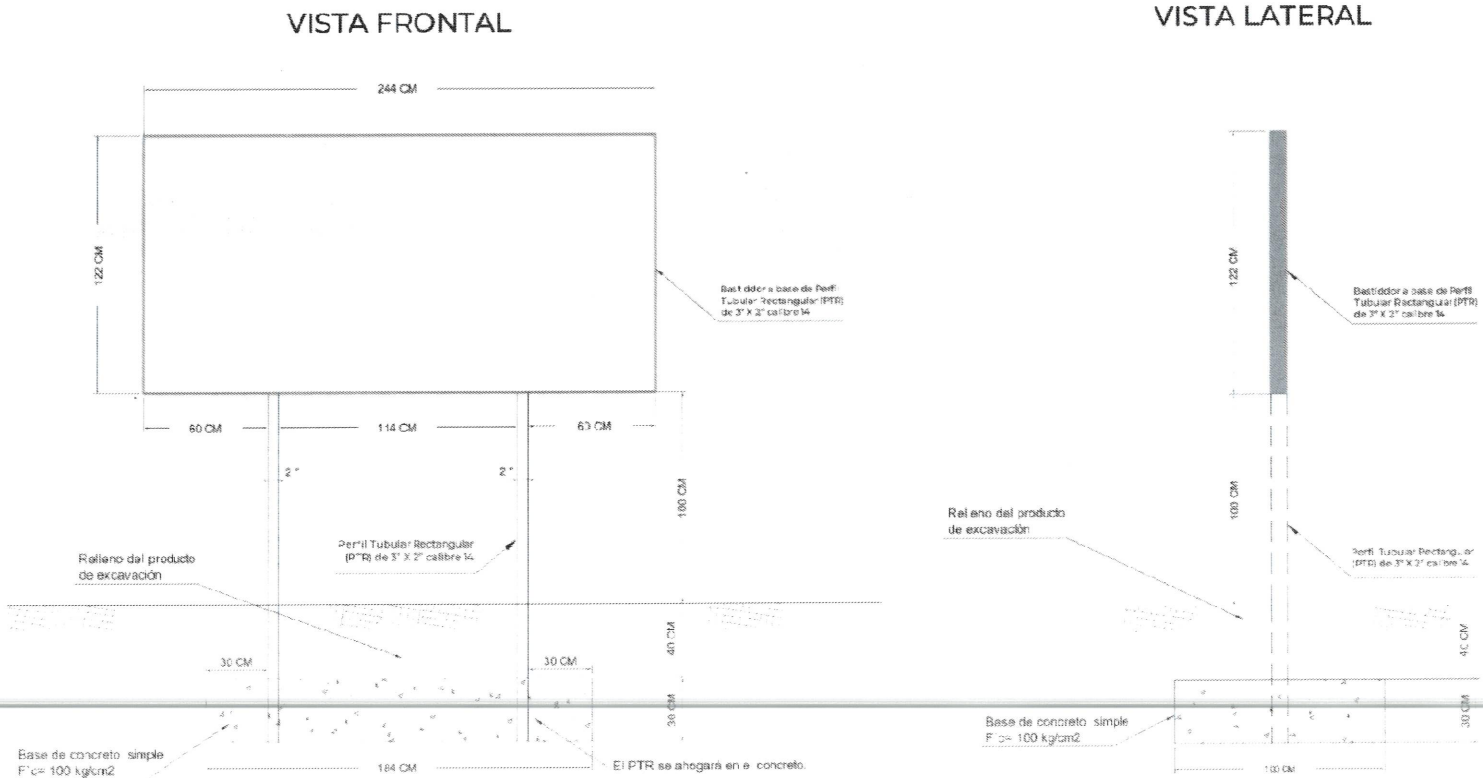 VISTA FRONTAL
VISTA LATERAL
244 CM
122 CM
Bastidor a base de Perfil
Tubular Rectangular (PTR)
de 3" X 2" calibre 14
60 CM
114 CM
60 CM
2"
2"
100 CM
Perfil Tubular Rectangular
(PTR) de 3" X 2" calibre 14
Relleno del producto
de excavación
30 CM
30 CM
40 CM
30 CM
Base de concreto simple
F'c= 100 kg/cm2
184 CM
El PTR se ahogará en e concreto.
122 CM
Bastiddor a base de Perfil
Tubular Rectangular (PTR)
de 3" X 2" calibre 14
100 CM
Relleno del producto
de excavación
Perfil Tubular Rectangular
(PTR) de 3" X 2" calibre 14
40 CM
30 CM
Base de concreto simple
F'c= 100 kg/cm2
100 CM